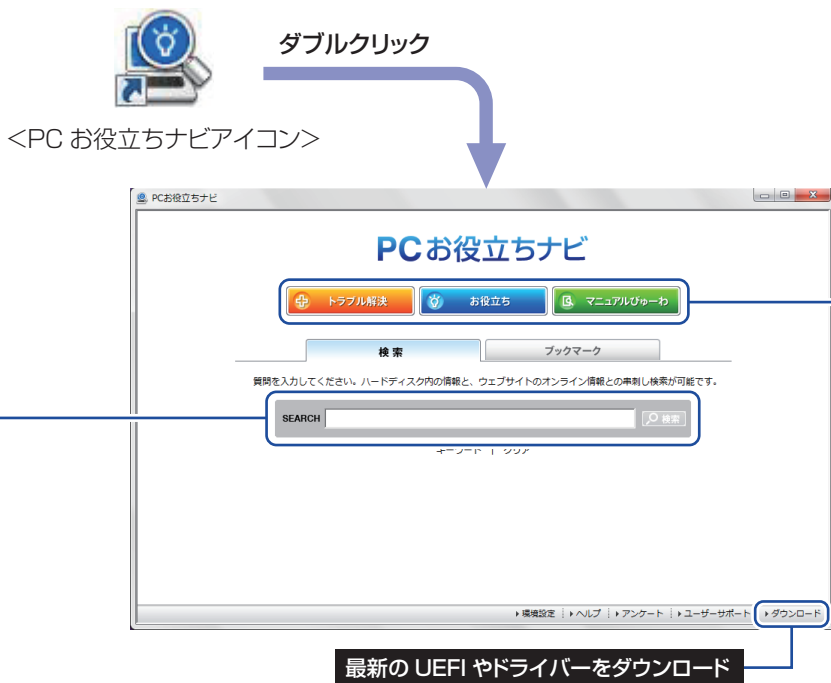 ダブルクリック
<PC お役立ちナビアイコン>
PCお役立ちナビ
PCお役立ちナビ
トラブル解決
お役立ち
マニュアルびゅーわ
検索
ブックマーク
質問を入力してください。ハードディスク内の情報と、ウェブサイトのオンライン情報との串刺し検索が可能です。
SEARCH
検索
キーワード | クリア
環境設定 | ヘルプ | アンケート | ユーザーサポート | ダウンロード
最新の UEFI やドライバーをダウンロード